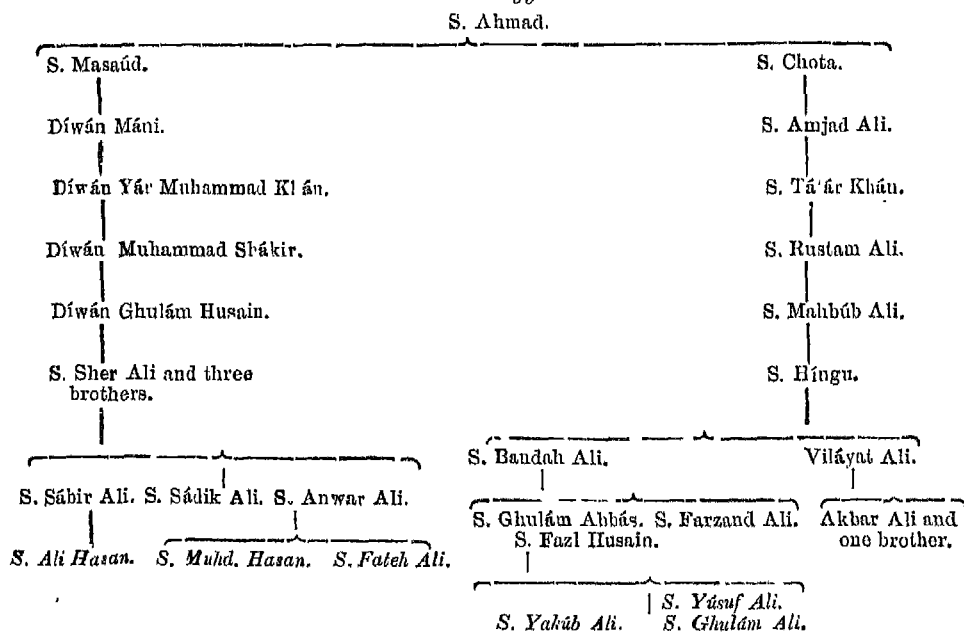 S. Ahmad.
S. Masaúd. S. Chota.
Díwán Máni. S. Amjad Ali.
Díwán Yár Muhammad Khán. S. Tá'ár Khán.
Díwán Muhammad Shákir. S. Rustam Ali.
Díwán Ghulám Husain. S. Mahbúb Ali.
S. Sher Ali and three S. Híngu.
brothers.
S. Bandah Ali. Viláyat Ali.
S. Sábir Ali. S. Sádik Ali. S. Anwar Ali.
S. Ghulám Abbás. S. Farzand Ali. Akbar Ali and
S. Fazl Husain. one brother.
S. Ali Hasan. S. Muhd. Hasan. S. Fateh Ali.
S. Yúsuf Ali.
S. Yakúb Ali. S. Ghulám Ali.